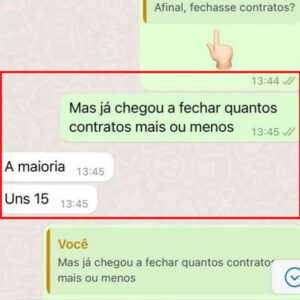 Afinal, fechasse contratos?
13:44
Mas já chegou a fechar quantos
contratos mais ou menos
13:45
A maioria 13:45
Uns 15 13:45
Você
Mas já chegou a fechar quantos contratos
mais ou menos